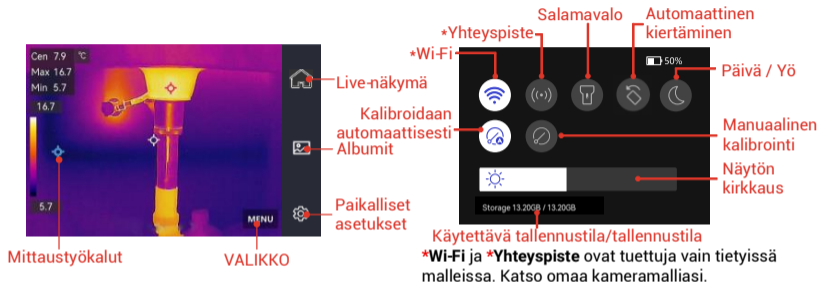 Cen 7.9 °C
Max 16.7
Min 5.7
16.7
5.7
MENU
Live-näkymä
Kalibroidaan
automaattisesti
Albumit
Paikalliset
asetukset
Mittaustyökalut
VALIKKO
*Wi-Fi
*Yhteyspiste
Salamavalo
Automaattinen
kiertäminen
50%
Päivä / Yö
Manuaalinen
kalibrointi
Näytön
kirkkaus
Storage 13.20GB / 13.20GB
Käytettävä tallennustila/tallennustila
*Wi-Fi ja *Yhteyspiste ovat tuettuja vain tietyissä
malleissa. Katso omaa kameramalliasi.